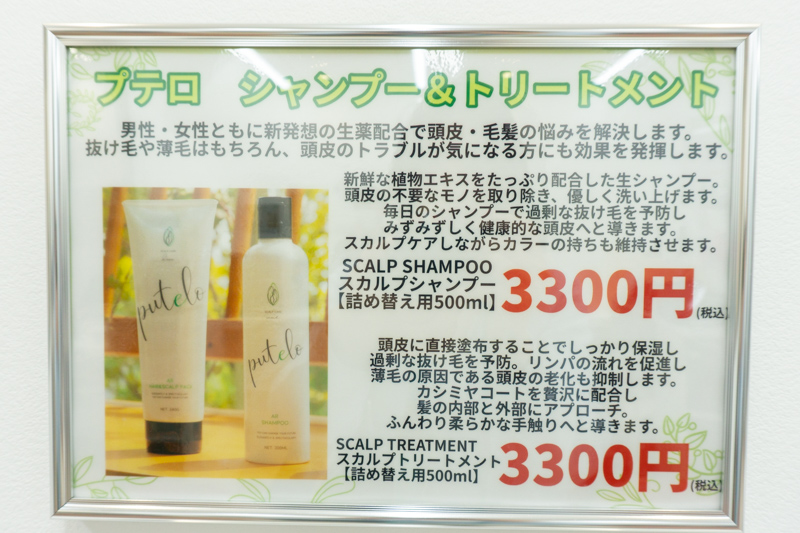 プテロ シャンプー＆トリートメント
男性・女性ともに新発想の生薬配合で頭皮・毛髪の悩みを解決します。
抜け毛や薄毛はもちろん、頭皮のトラブルが気になる方にも効果を発揮します。
新鮮な植物エキスをたっぷり配合した生シャンプー。
頭皮の不要なモノを取り除き、優しく洗い上げます。
毎日のシャンプーで過剰な抜け毛を予防し
みずみずしく健康的な頭皮へと導きます。
スカルプケアしながらカラーの持ちも維持させます。
SCALP SHAMPOO
スカルプシャンプー
【詰め替え用500ml】
3300円
(税込)
頭皮に直接塗布することでしっかり保湿し
過剰な抜け毛を予防。リンパの流れを促進し
薄毛の原因である頭皮の老化も抑制します。
カシミヤコートを贅沢に配合し
髪の内部と外部にアプローチ。
ふんわり柔らかな手触りへと導きます。
SCALP TREATMENT
スカルプトリートメント
【詰め替え用500ml】
3300円
(税込)
putelo
putelo
SHAMPOO